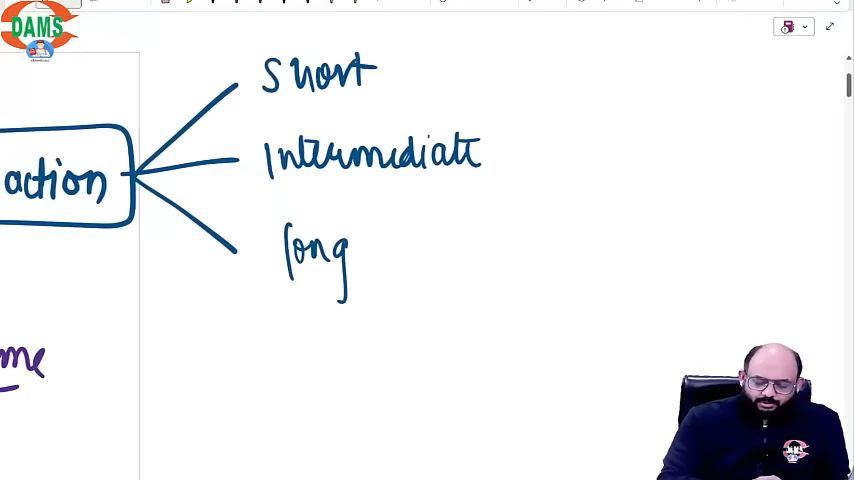 DAMS
Short
Intermediate
action
long
me